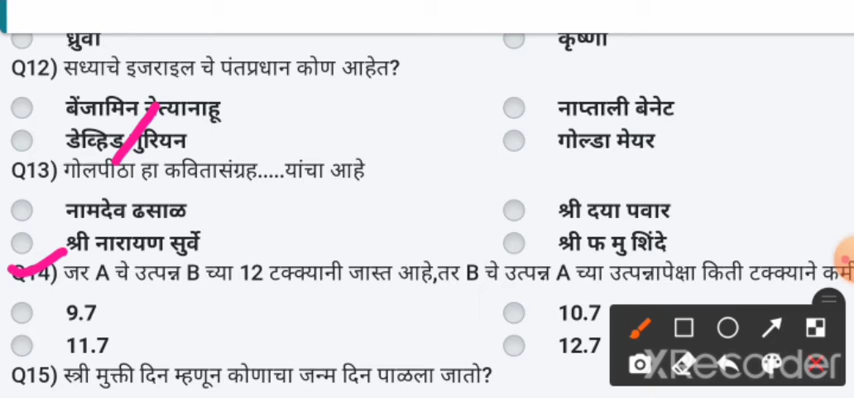 ध्रुवा कृष्णा
Q12) सध्याचे इजराइल चे पंतप्रधान कोण आहेत?
बेंजामिन नेत्यानाहू नाप्ताली बेनेट
डेव्हिड गुरियन गोल्डा मेयर
Q13) गोलपीठा हा कवितासंग्रह.....यांचा आहे
नामदेव ढसाळ श्री दया पवार
श्री नारायण सुर्वे श्री फ मु शिंदे
Q14) जर A चे उत्पन्न B च्या 12 टक्क्यानी जास्त आहे,तर B चे उत्पन्न A च्या उत्पन्नापेक्षा किती टक्क्याने कमी
9.7 10.7
11.7 12.7
XRecorder
Q15) स्त्री मुक्ती दिन म्हणून कोणाचा जन्म दिन पाळला जातो?